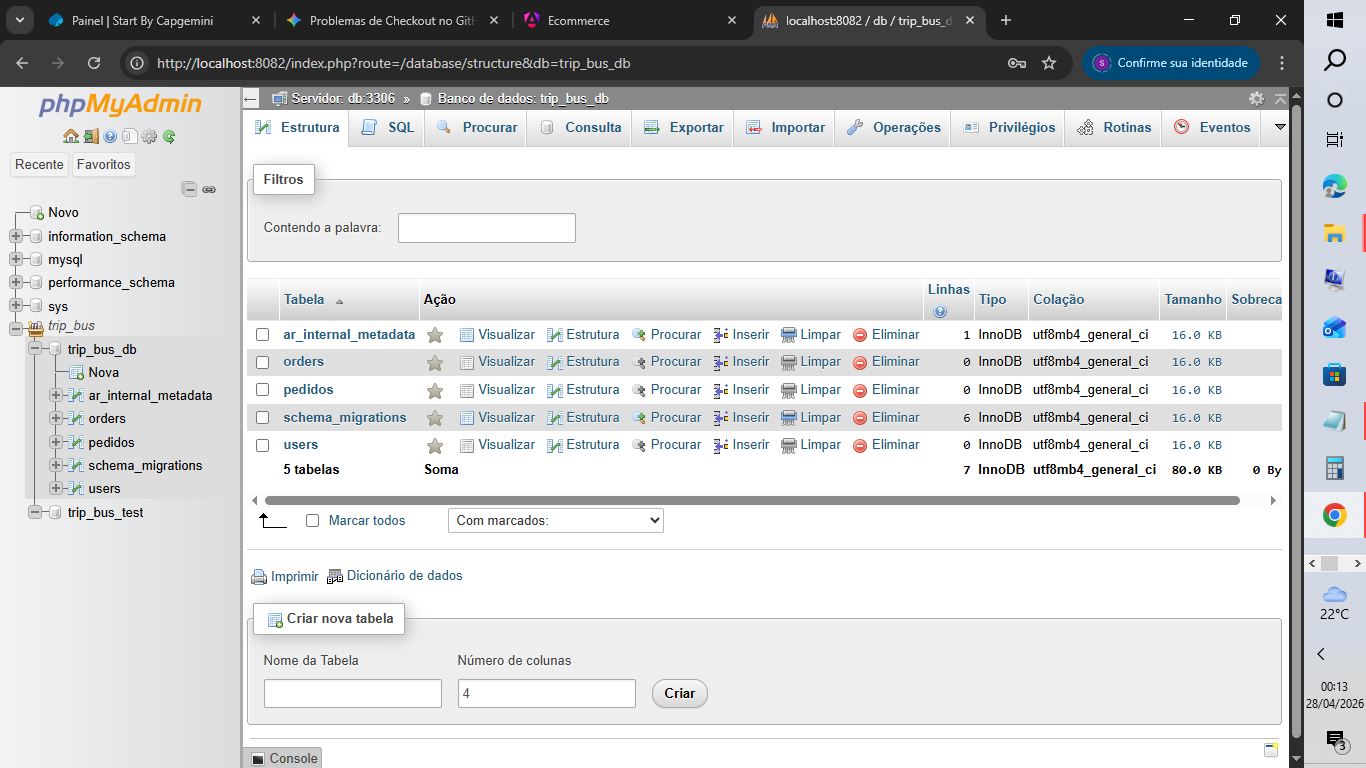 Painel | Start By Capgemini
Problemas de Checkout no GitH
Ecommerce
localhost:8082 / db / trip_bus_d
http://localhost:8082/index.php?route=/database/structure&db=trip_bus_db
S
Confirme sua identidade
phpMyAdmin
Recente
Favoritos
Novo
information_schema
mysql
performance_schema
sys
trip_bus
trip_bus_db
Nova
ar_internal_metadata
orders
pedidos
schema_migrations
users
trip_bus_test
Servidor: db:3306 » Banco de dados: trip_bus_db
Estrutura SQL Procurar Consulta Exportar Importar Operações Privilégios Rotinas Eventos
Filtros
Contendo a palavra:
Tabela Ação Linhas Tipo Colação Tamanho Sobreca
ar_internal_metadata Visualizar Estrutura Procurar Inserir Limpar Eliminar 1 InnoDB utf8mb4_general_ci 16.0 KB
orders Visualizar Estrutura Procurar Inserir Limpar Eliminar 0 InnoDB utf8mb4_general_ci 16.0 KB
pedidos Visualizar Estrutura Procurar Inserir Limpar Eliminar 0 InnoDB utf8mb4_general_ci 16.0 KB
schema_migrations Visualizar Estrutura Procurar Inserir Limpar Eliminar 6 InnoDB utf8mb4_general_ci 16.0 KB
users Visualizar Estrutura Procurar Inserir Limpar Eliminar 0 InnoDB utf8mb4_general_ci 16.0 KB
5 tabelas Soma 7 InnoDB utf8mb4_general_ci 80.0 KB 0 By
Marcar todos
Com marcados:
Imprimir
Dicionário de dados
Criar nova tabela
Nome da Tabela
Número de colunas
4
Criar
Console
22°C
00:13
28/04/2026
3